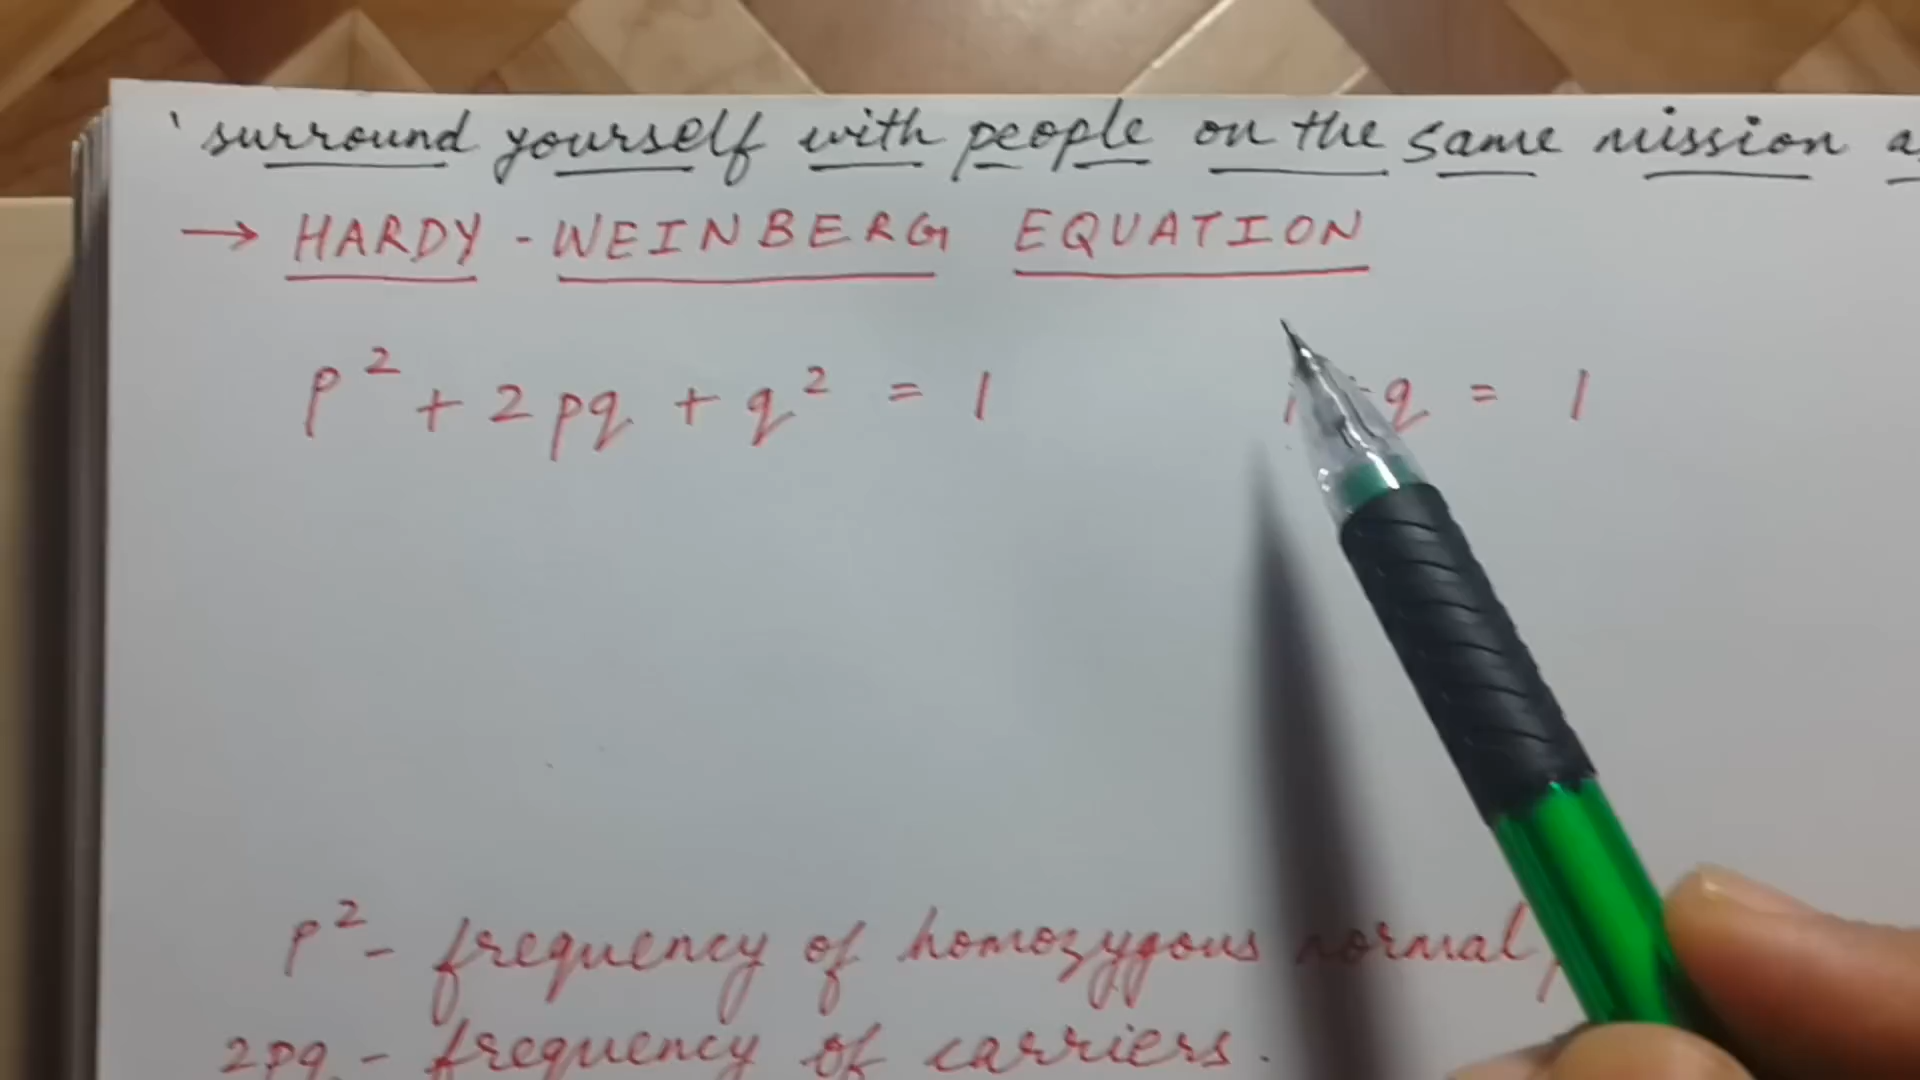 ' surround yourself with people on the same mission
→ HARDY - WEINBERG EQUATION
p² + 2pq + q² = 1 q = 1
p² - frequency of homozygous normal
2pq - frequency of carriers.